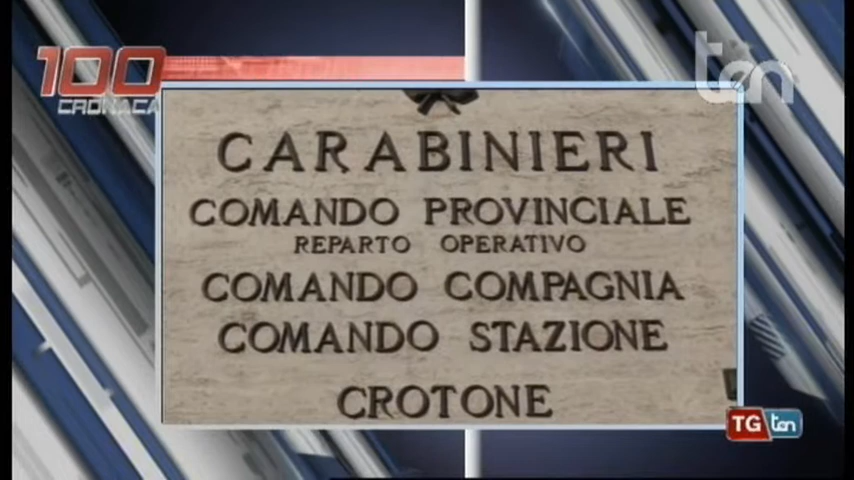 100
CRONACA
ten
CARABINIERI
COMANDO PROVINCIALE
REPARTO OPERATIVO
COMANDO COMPAGNIA
COMANDO STAZIONE
CROTONE
TG ten